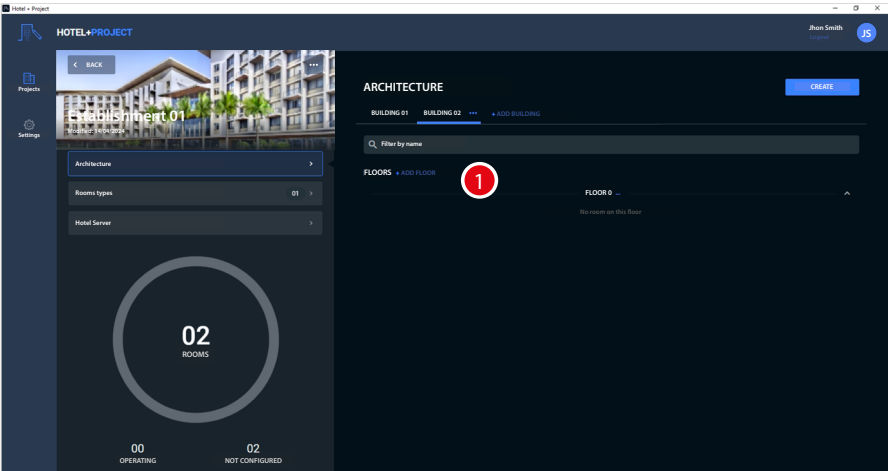 Hotel + Project
HOTEL+PROJECT
Jhon Smith
Logout
JS
Projects
Settings
BACK
Establishment 01
Modified: 14/04/2024
Architecture
Rooms types 01
Hotel Server
02
ROOMS
00
OPERATING
02
NOT CONFIGURED
ARCHITECTURE
CREATE
BUILDING 01 BUILDING 02 ••• + ADD BUILDING
Filter by name
FLOORS + ADD FLOOR
1
FLOOR 0 ...
No room on this floor